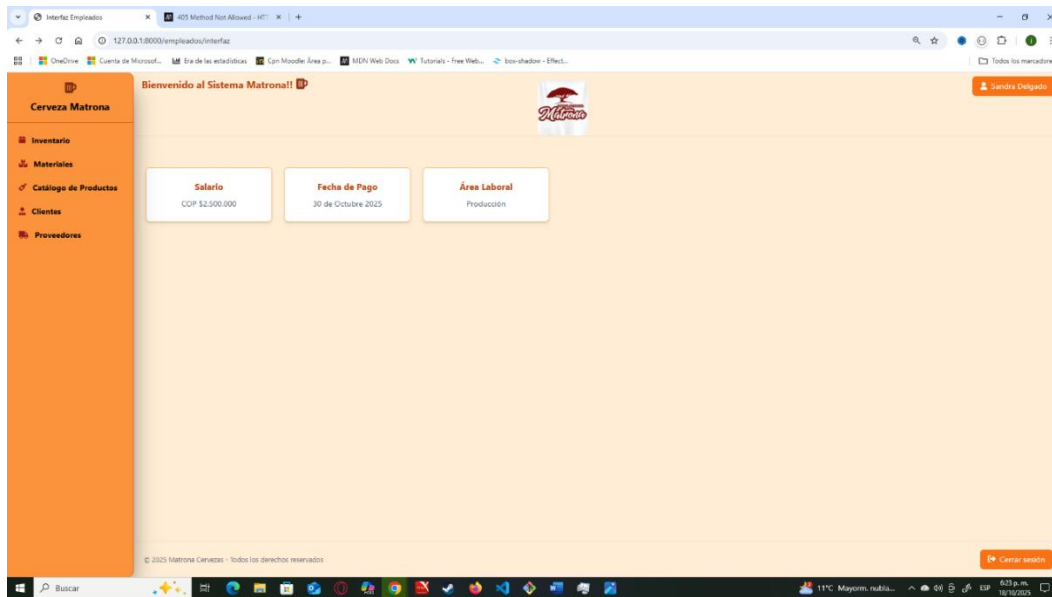 Interfaz Empleados
405 Method Not Allowed - HTT
127.0.0.1:8000/empleados/interfaz
OneDrive
Cuenta de Microsof...
Era de las estadísticas
Cpn Moodle: Área p...
MDN Web Docs
Tutorials - Free Web...
box-shadow - Effect...
Todos los marcadore
Cerveza Matrona
Bienvenido al Sistema Matrona!!
Matrona
Sandra Delgado
Inventario
Materiales
Catálogo de Productos
Clientes
Proveedores
Salario
COP $2.500.000
Fecha de Pago
30 de Octubre 2025
Área Laboral
Producción
© 2025 Matrona Cervezas - Todos los derechos reservados
Cerrar sesión
Buscar
11°C Mayorm. nubla...
ESP
6:23 p. m.
18/10/2025